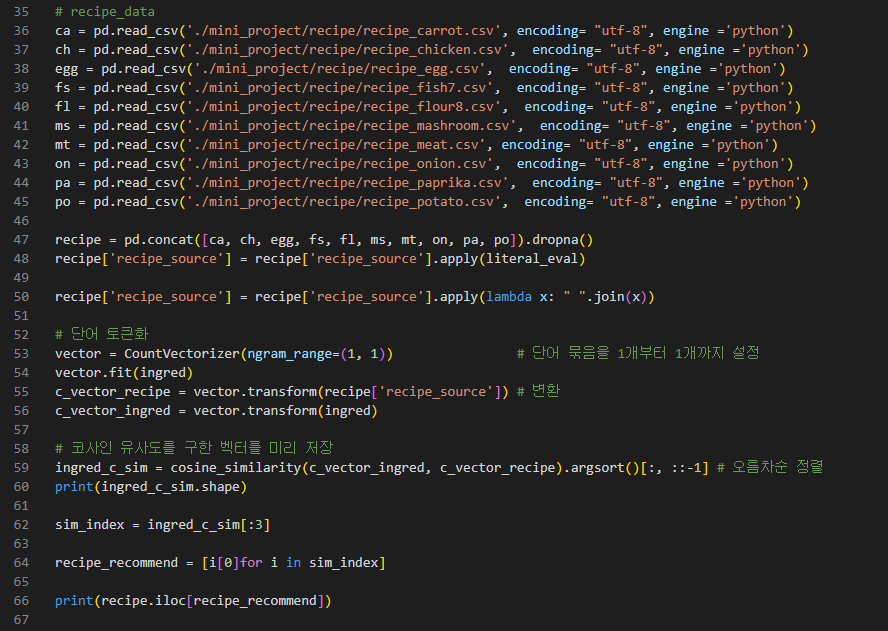 35 # recipe_data
36 ca = pd.read_csv('./mini_project/recipe/recipe_carrot.csv', encoding= "utf-8", engine ='python')
37 ch = pd.read_csv('./mini_project/recipe/recipe_chicken.csv',  encoding= "utf-8", engine ='python')
38 egg = pd.read_csv('./mini_project/recipe/recipe_egg.csv',  encoding= "utf-8", engine ='python')
39 fs = pd.read_csv('./mini_project/recipe/recipe_fish7.csv',  encoding= "utf-8", engine ='python')
40 fl = pd.read_csv('./mini_project/recipe/recipe_flour8.csv',  encoding= "utf-8", engine ='python')
41 ms = pd.read_csv('./mini_project/recipe/recipe_mashroom.csv',  encoding= "utf-8", engine ='python')
42 mt = pd.read_csv('./mini_project/recipe/recipe_meat.csv', encoding= "utf-8", engine ='python')
43 on = pd.read_csv('./mini_project/recipe/recipe_onion.csv',  encoding= "utf-8", engine ='python')
44 pa = pd.read_csv('./mini_project/recipe/recipe_paprika.csv',  encoding= "utf-8", engine ='python')
45 po = pd.read_csv('./mini_project/recipe/recipe_potato.csv',  encoding= "utf-8", engine ='python')
46
47 recipe = pd.concat([ca, ch, egg, fs, fl, ms, mt, on, pa, po]).dropna()
48 recipe['recipe_source'] = recipe['recipe_source'].apply(literal_eval)
49
50 recipe['recipe_source'] = recipe['recipe_source'].apply(lambda x: " ".join(x))
51
52 # 단어 토큰화
53 vector = CountVectorizer(ngram_range=(1, 1)) # 단어 묶음을 1개부터 1개까지 설정
54 vector.fit(ingred)
55 c_vector_recipe = vector.transform(recipe['recipe_source']) # 변환
56 c_vector_ingred = vector.transform(ingred)
57
58 # 코사인 유사도를 구한 벡터를 미리 저장
59 ingred_c_sim = cosine_similarity(c_vector_ingred, c_vector_recipe).argsort()[:, ::-1] # 오름차순 정렬
60 print(ingred_c_sim.shape)
61
62 sim_index = ingred_c_sim[:3]
63
64 recipe_recommend = [i[0]for i in sim_index]
65
66 print(recipe.iloc[recipe_recommend])
67